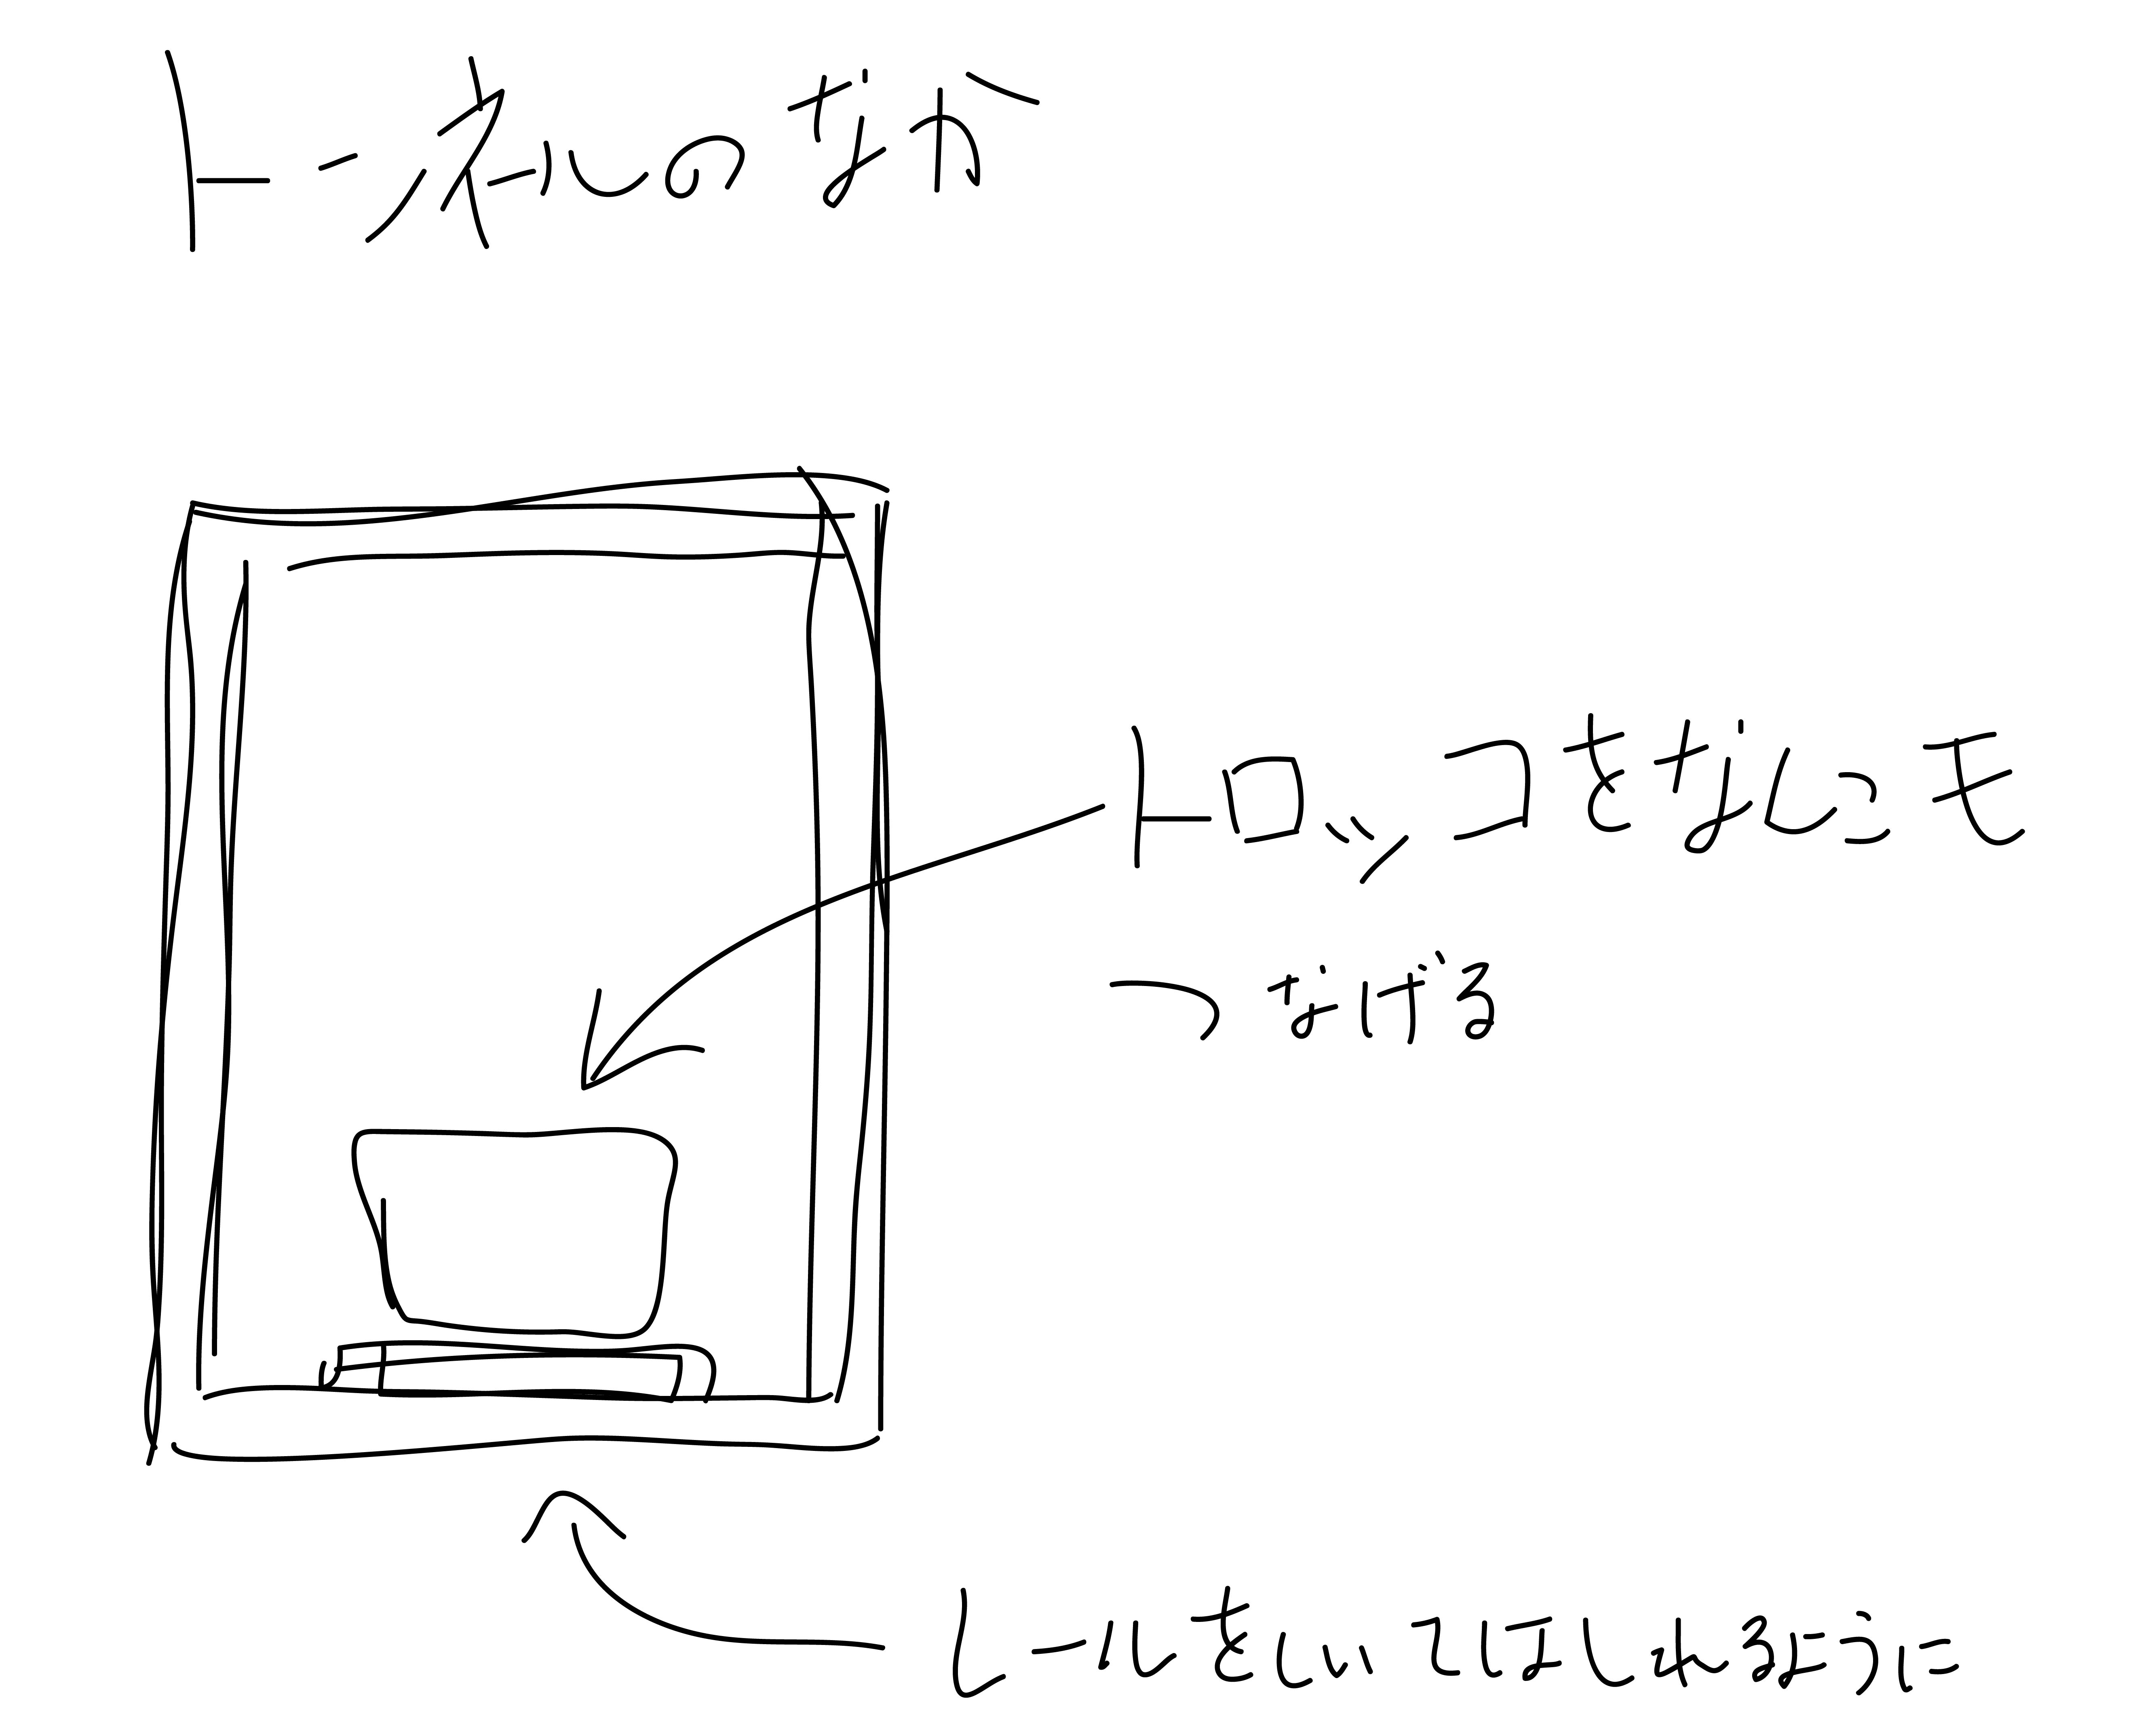 トンネルのなか
トロッコをなんこも
つなげる
レールをしいてはしれるように